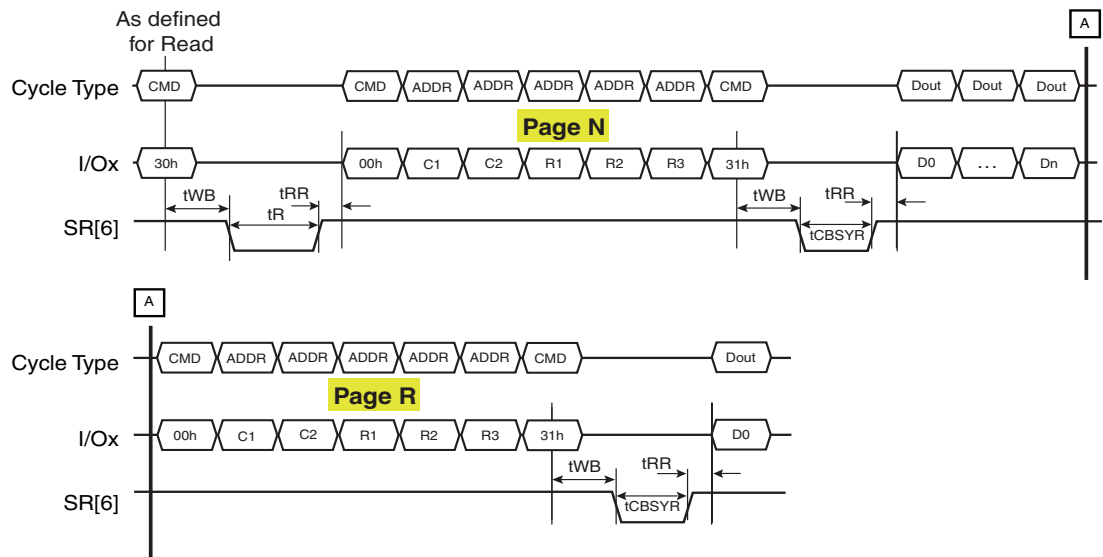 As defined
for Read
A
Cycle Type CMD CMD ADDR ADDR ADDR ADDR ADDR CMD Dout Dout Dout
Page N
I/Ox 30h 00h C1 C2 R1 R2 R3 31h D0 ... Dn
tWB tRR tWB tRR
tR tCBSYR
SR[6]
A
Cycle Type CMD ADDR ADDR ADDR ADDR ADDR CMD Dout
Page R
I/Ox 00h C1 C2 R1 R2 R3 31h D0
tWB tRR
SR[6] tCBSYR